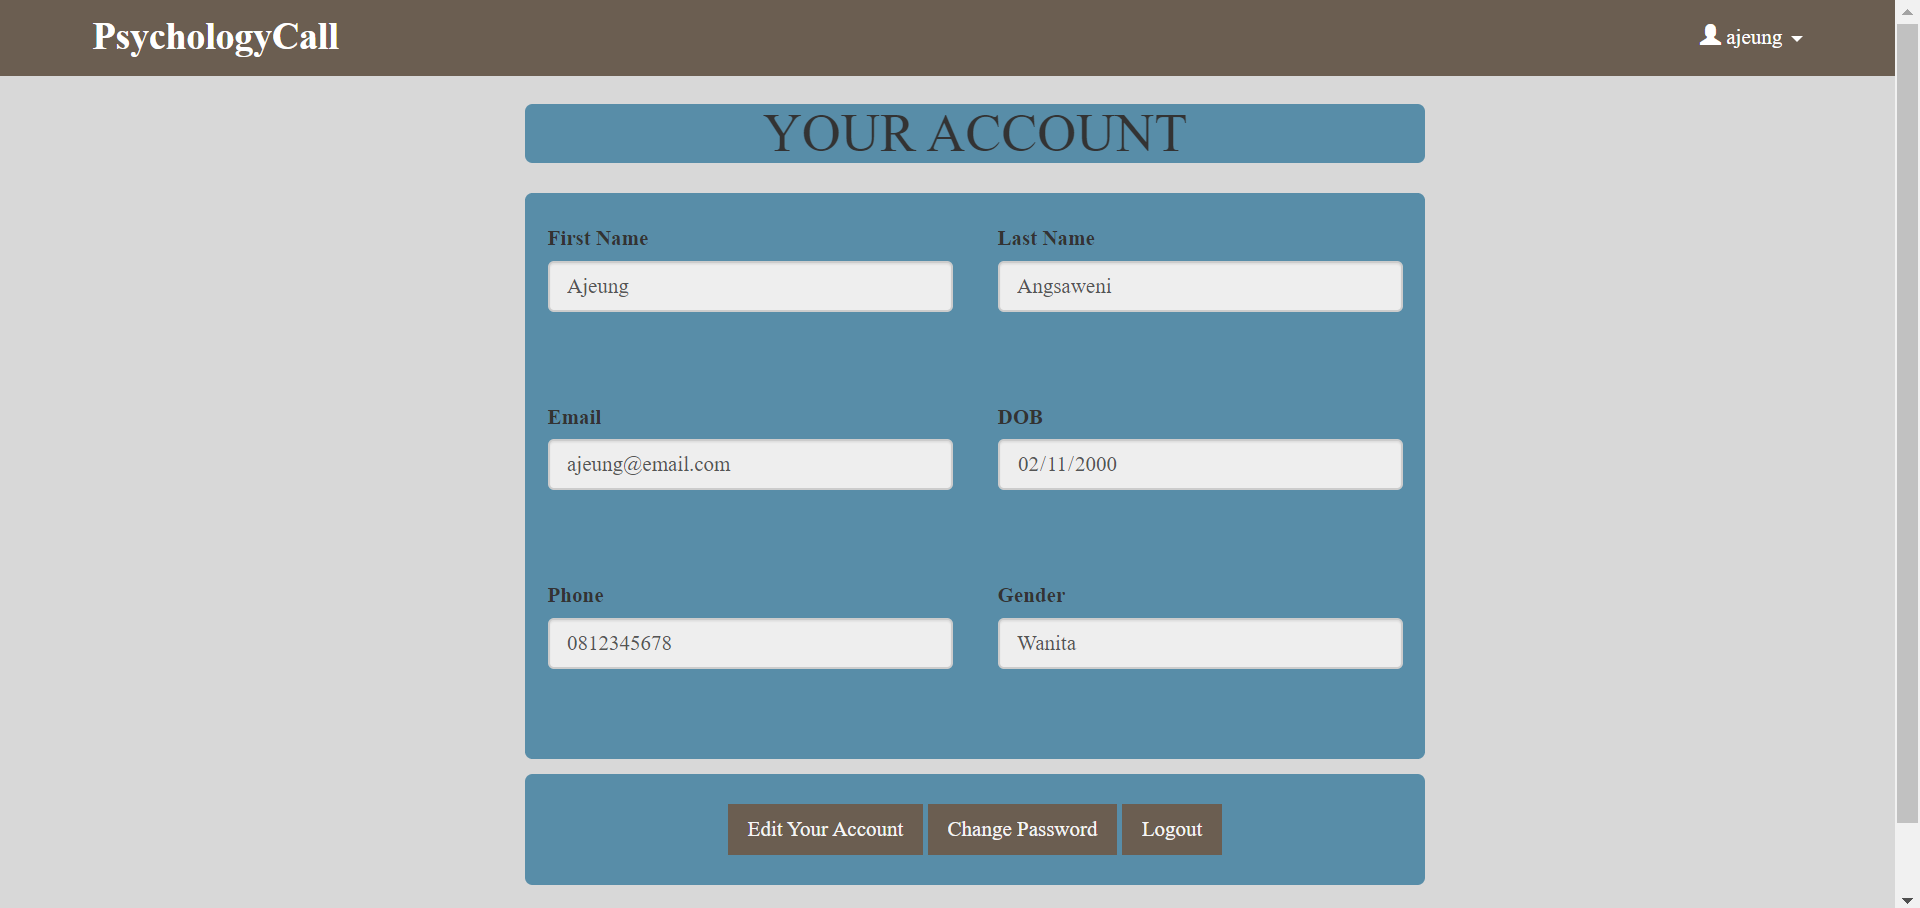 PsychologyCall
ajeung
YOUR ACCOUNT
First Name
Last Name
Ajeung
Angsaweni
Email
DOB
ajeung@email.com
02/11/2000
Phone
Gender
0812345678
Wanita
Edit Your Account
Change Password
Logout